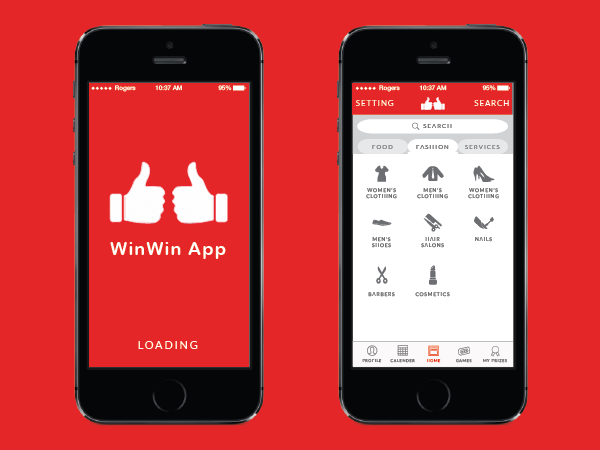 Rogers 10:37 AM 95%
WinWin App
LOADING
Rogers 10:37 AM 95%
SETTING SEARCH
SEARCH
FOOD FASHION SERVICES
WOMEN'S MEN'S WOMEN'S
CLOTHING CLOTHING CLOTHING
MEN'S HAIR NAILS
SHOES SALONS
BARBERS COSMETICS
PROFILE CALENDER HOME GAMES MY PRIZES